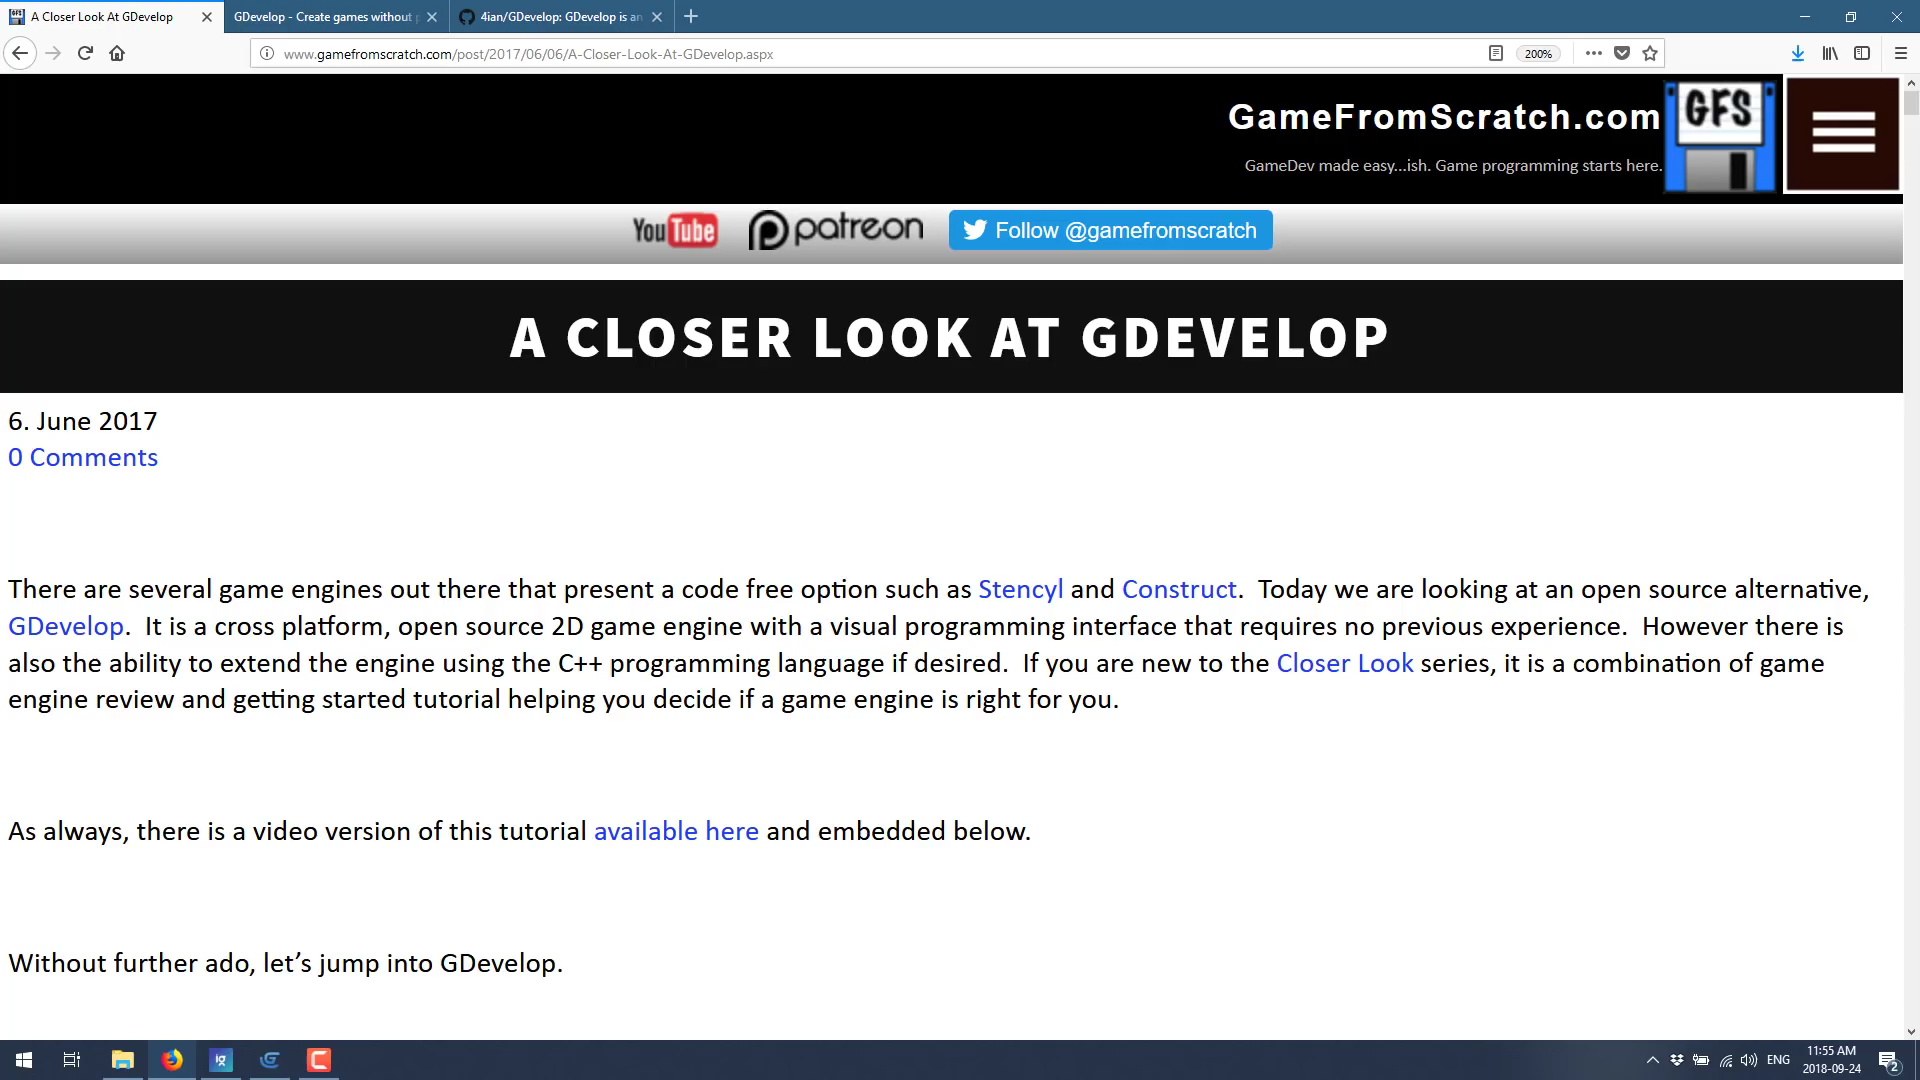 A Closer Look At GDevelop
GDevelop - Create games without p
4ian/GDevelop: GDevelop is an
www.gamefromscratch.com/post/2017/06/06/A-Closer-Look-At-GDevelop.aspx
200%
GameFromScratch.com
GFS
GameDev made easy...ish. Game programming starts here.
YouTube
patreon
Follow @gamefromscratch
A CLOSER LOOK AT GDEVELOP
6. June 2017
0 Comments
There are several game engines out there that present a code free option such as Stencyl and Construct.  Today we are looking at an open source alternative,
GDevelop.  It is a cross platform, open source 2D game engine with a visual programming interface that requires no previous experience.  However there is
also the ability to extend the engine using the C++ programming language if desired.  If you are new to the Closer Look series, it is a combination of game
engine review and getting started tutorial helping you decide if a game engine is right for you.
As always, there is a video version of this tutorial available here and embedded below.
Without further ado, let’s jump into GDevelop.
ENG
11:55 AM
2018-09-24
2